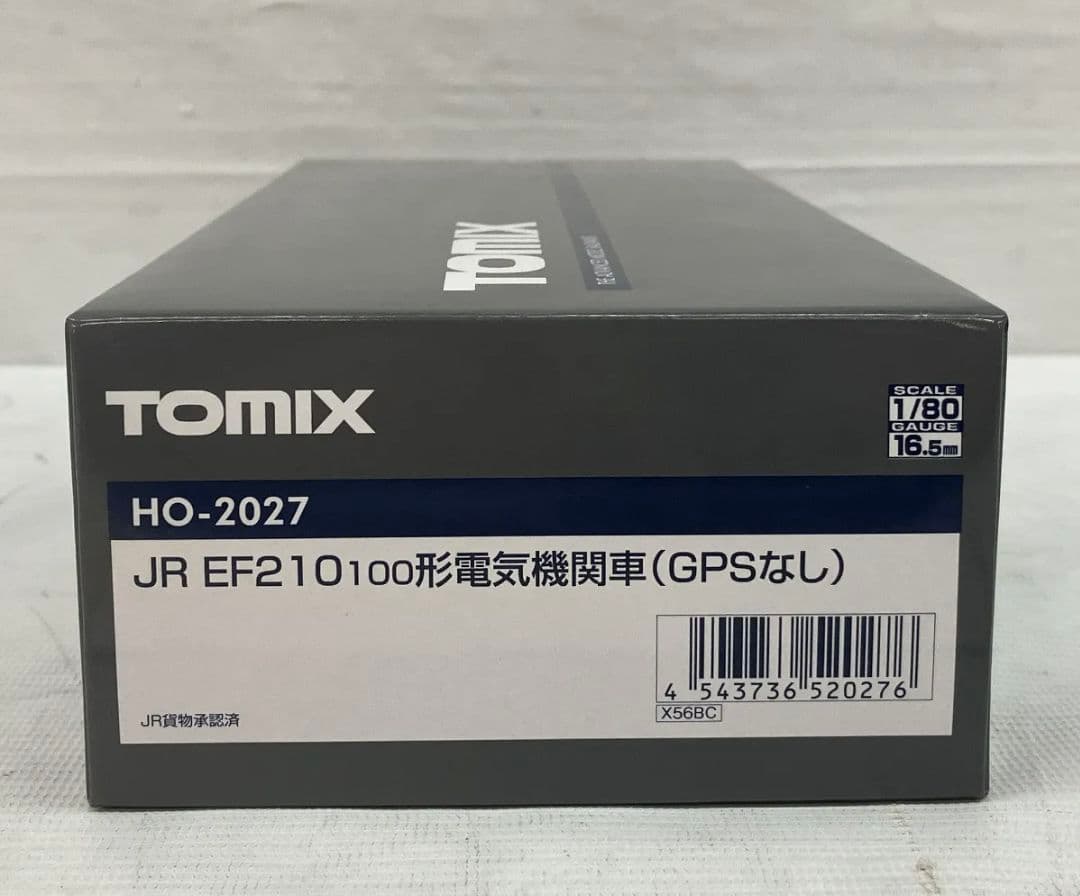 TOMIX
TOMIX
SCALE
1/80
GAUGE
16.5mm
HO-2027
JR EF210100形電気機関車(GPSなし)
4 543736 520276
X56BC
JR貨物承認済